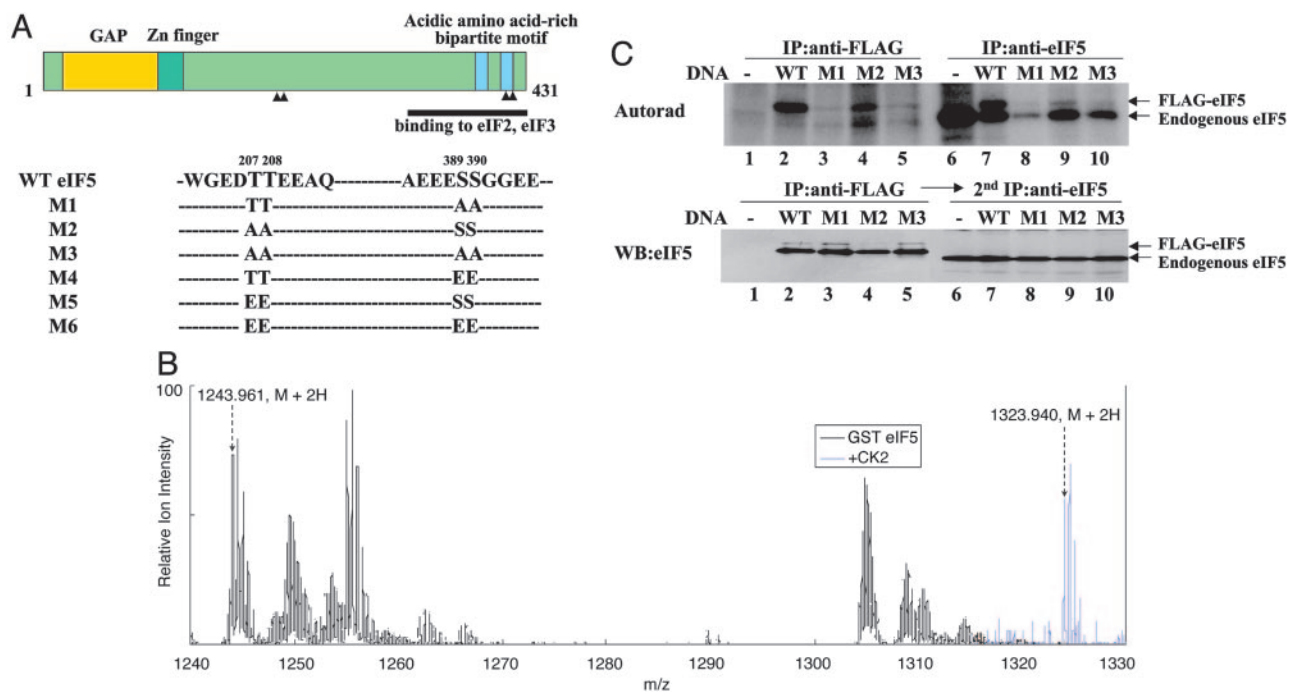 A
GAP
Zn finger
Acidic amino acid-rich
bipartite motif
1
431
binding to eIF2, eIF3
207 208
389 390
WT eIF5 -WGEDTTEEAQ-----------AEEESSGGEE--
M1 ---------TT--------------------------AA---------
M2 ---------AA--------------------------SS---------
M3 ---------AA--------------------------AA---------
M4 ---------TT--------------------------EE---------
M5 ---------EE--------------------------SS---------
M6 ---------EE--------------------------EE---------
C
IP:anti-FLAG IP:anti-eIF5
DNA - WT M1 M2 M3 - WT M1 M2 M3
Autorad
FLAG-eIF5
Endogenous eIF5
1 2 3 4 5 6 7 8 9 10
IP:anti-FLAG 2nd IP:anti-eIF5
DNA - WT M1 M2 M3 - WT M1 M2 M3
WB:eIF5
FLAG-eIF5
Endogenous eIF5
1 2 3 4 5 6 7 8 9 10
B
100
1243.961, M + 2H
1323.940, M + 2H
GST eIF5
+CK2
Relative Ion Intensity
1240 1250 1260 1270 1280 1290 1300 1310 1320 1330
m/z